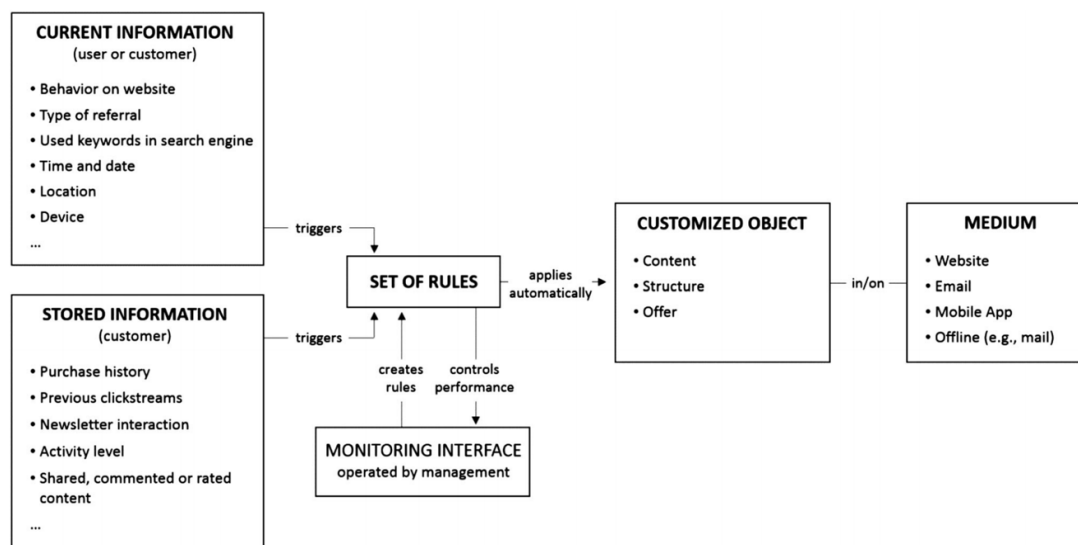 CURRENT INFORMATION
(user or customer)
• Behavior on website
• Type of referral
• Used keywords in search engine
• Time and date
• Location
• Device
...
triggers
STORED INFORMATION
(customer)
• Purchase history
• Previous clickstreams
• Newsletter interaction
• Activity level
• Shared, commented or rated
content
...
triggers
SET OF RULES
creates
rules
controls
performance
MONITORING INTERFACE
operated by management
applies
automatically
CUSTOMIZED OBJECT
• Content
• Structure
• Offer
in/on
MEDIUM
• Website
• Email
• Mobile App
• Offline (e.g., mail)